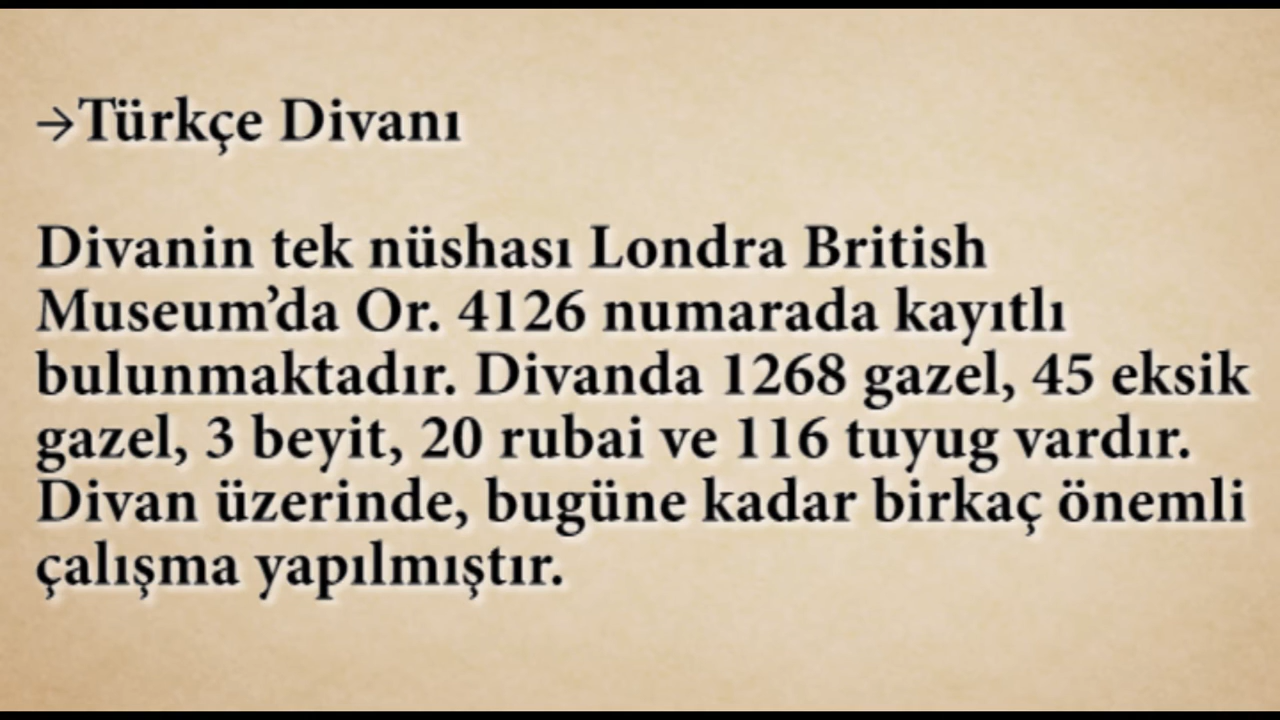 →Türkçe Divanı
Divanin tek nüshası Londra British
Museum’da Or. 4126 numarada kayıtlı
bulunmaktadır. Divanda 1268 gazel, 45 eksik
gazel, 3 beyit, 20 rubai ve 116 tuyug vardır.
Divan üzerinde, bugüne kadar birkaç önemli
çalışma yapılmıştır.